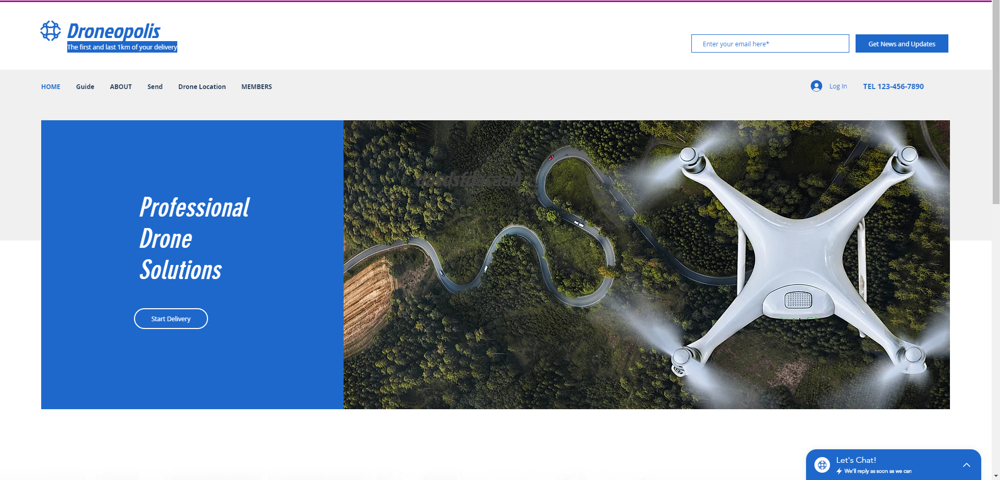 Droneopolis
The first and last 1km of your delivery
Enter your email here*
Get News and Updates
HOME
Guide
ABOUT
Send
Drone Location
MEMBERS
Log In
TEL 123-456-7890
Professional
Drone
Solutions
Start Delivery
Let's Chat!
We'll reply as soon as we can